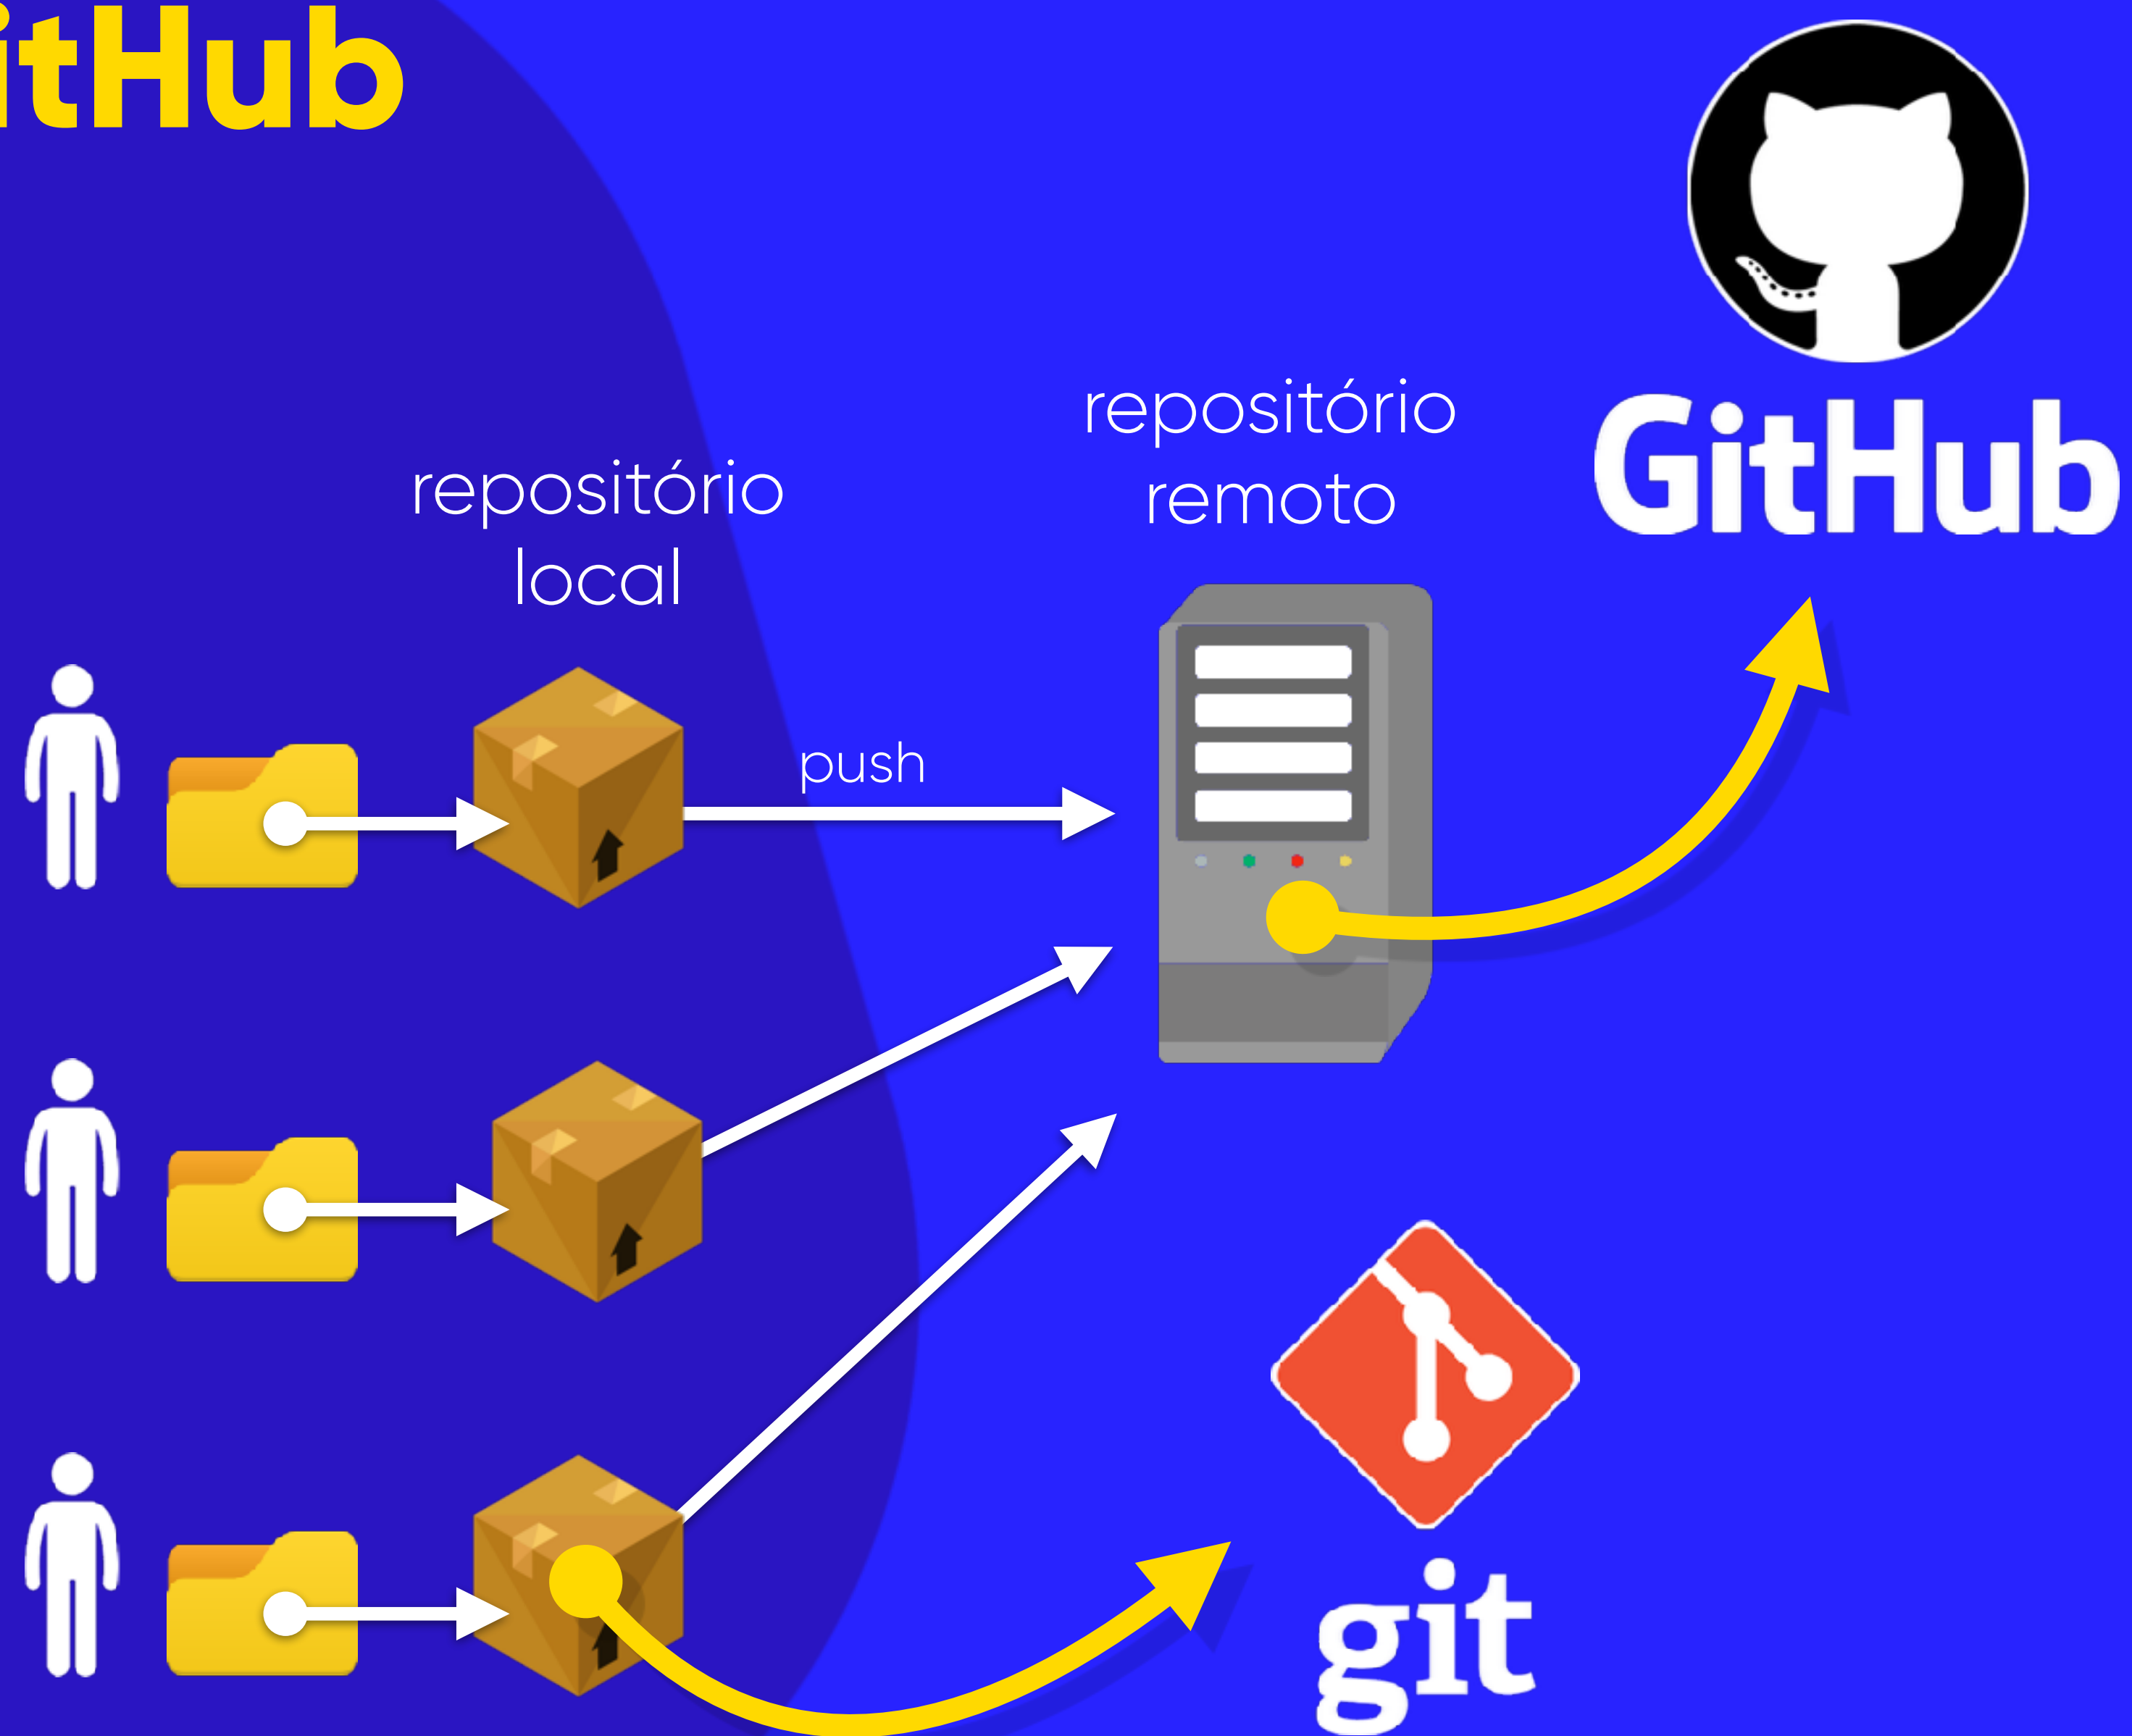 itHub
repositório
local
repositório
remoto
GitHub
push
git